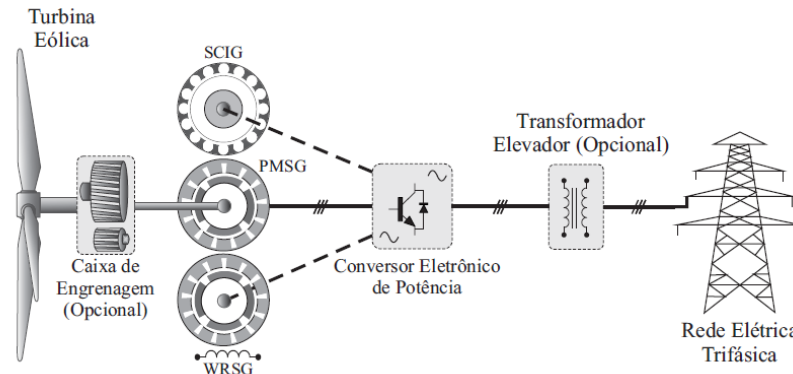 Turbina
Eólica
SCIG
PMSG
WRSG
Caixa de
Engrenagem
(Opcional)
Conversor Eletrônico
de Potência
Transformador
Elevador (Opcional)
Rede Elétrica
Trifásica